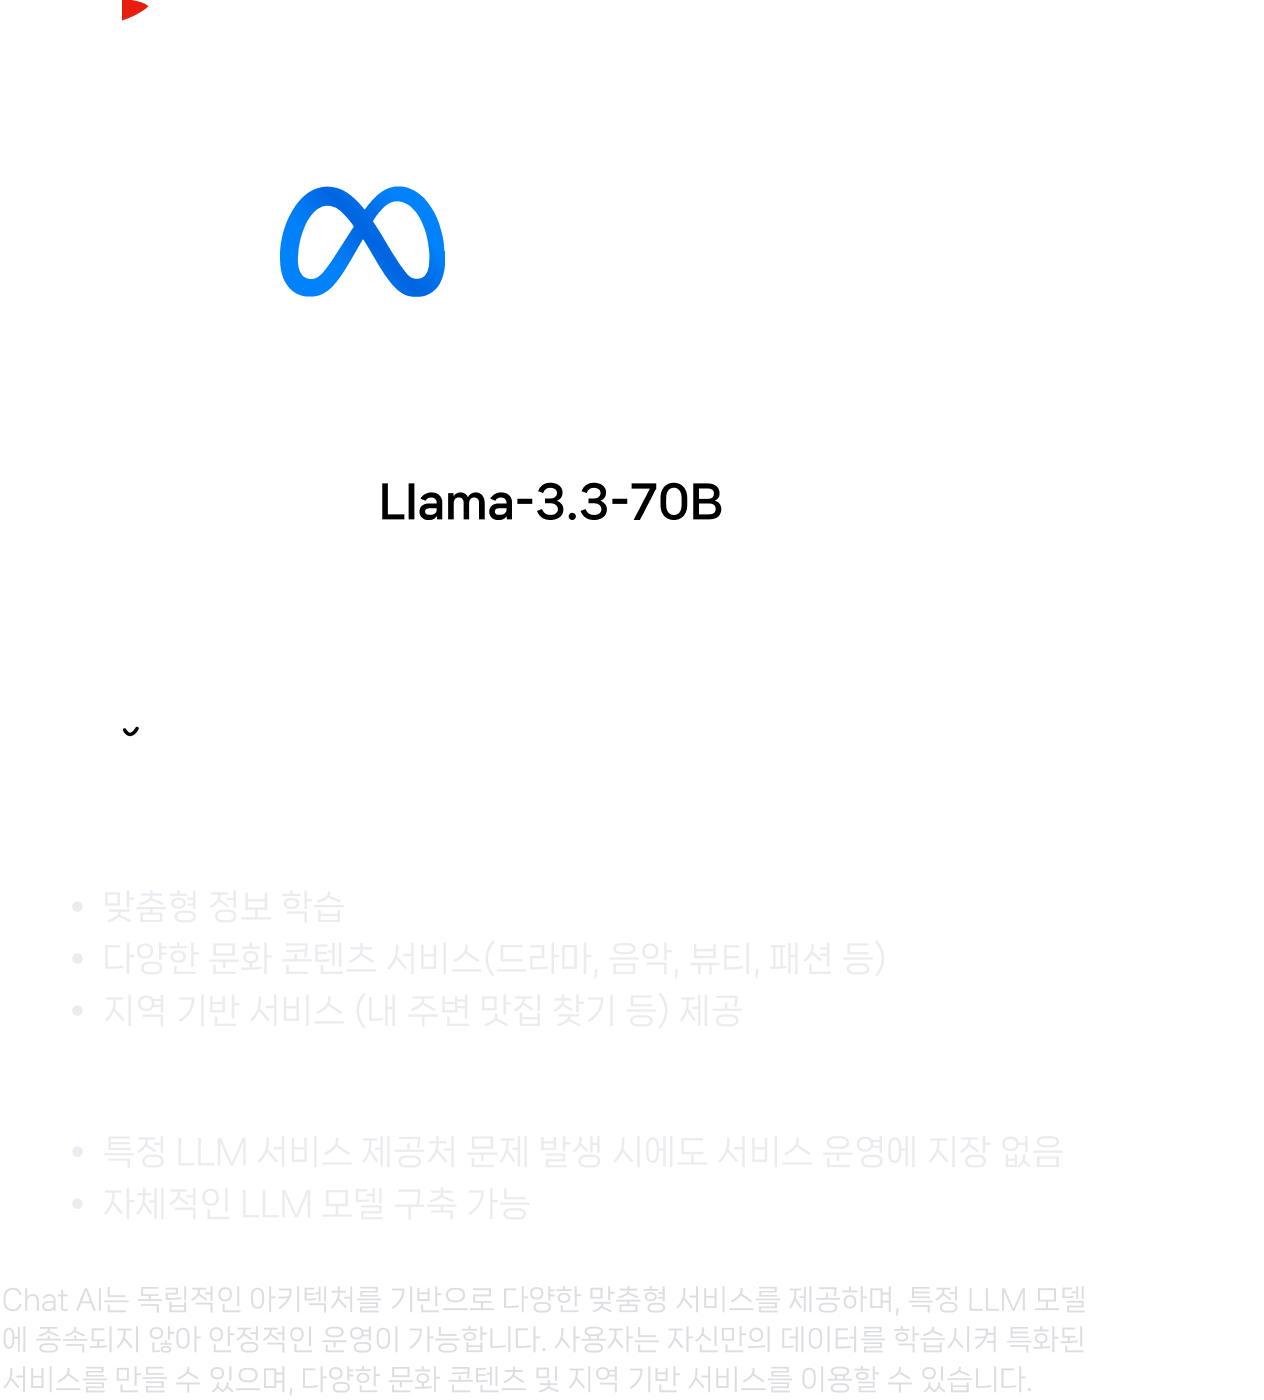 Llama-3.3-70B
• 맞춤형 정보 학습
• 다양한 문화 콘텐츠 서비스(드라마, 음악, 뷰티, 패션 등)
• 지역 기반 서비스 (내 주변 맛집 찾기 등) 제공
• 특정 LLM 서비스 제공처 문제 발생 시에도 서비스 운영에 지장 없음
• 자체적인 LLM 모델 구축 가능
Chat AI는 독립적인 아키텍처를 기반으로 다양한 맞춤형 서비스를 제공하며, 특정 LLM 모델
에 종속되지 않아 안정적인 운영이 가능합니다. 사용자는 자신만의 데이터를 학습시켜 특화된
서비스를 만들 수 있으며, 다양한 문화 콘텐츠 및 지역 기반 서비스를 이용할 수 있습니다.